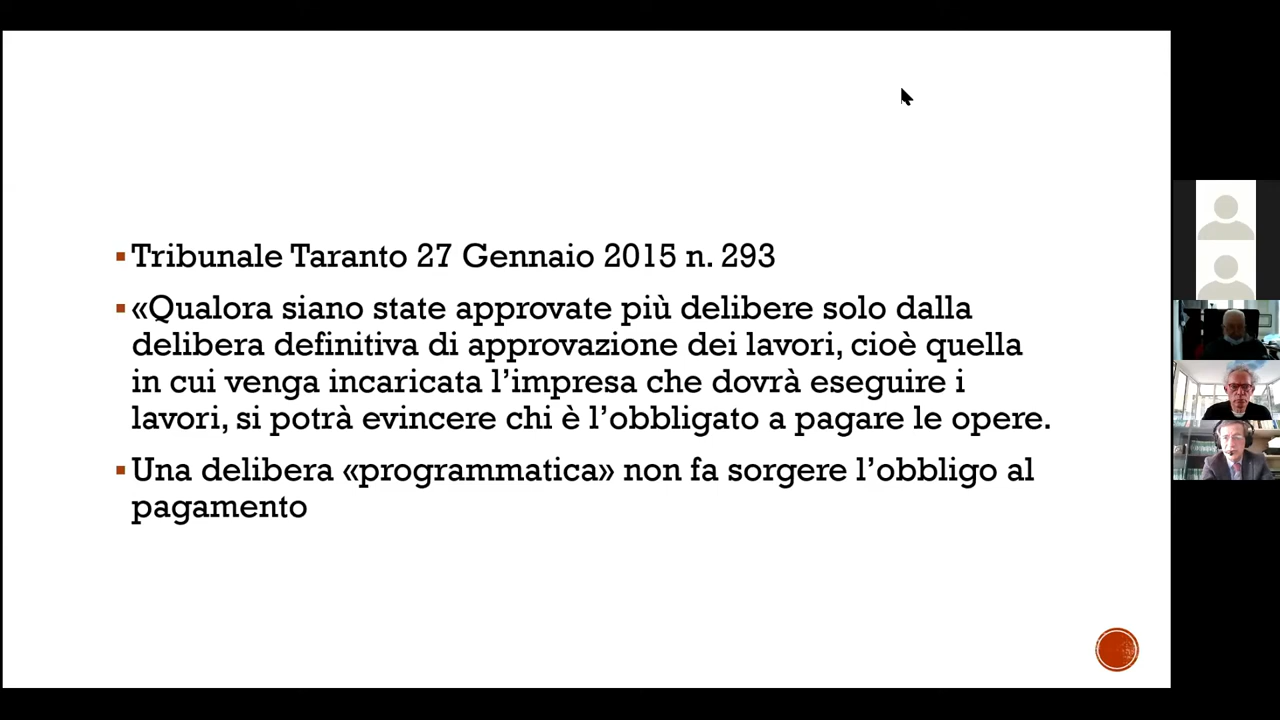 Tribunale Taranto 27 Gennaio 2015 n. 293
«Qualora siano state approvate più delibere solo dalla
delibera definitiva di approvazione dei lavori, cioè quella
in cui venga incaricata l'impresa che dovrà eseguire i
lavori, si potrà evincere chi è l'obbligato a pagare le opere.
Una delibera «programmatica» non fa sorgere l'obbligo al
pagamento